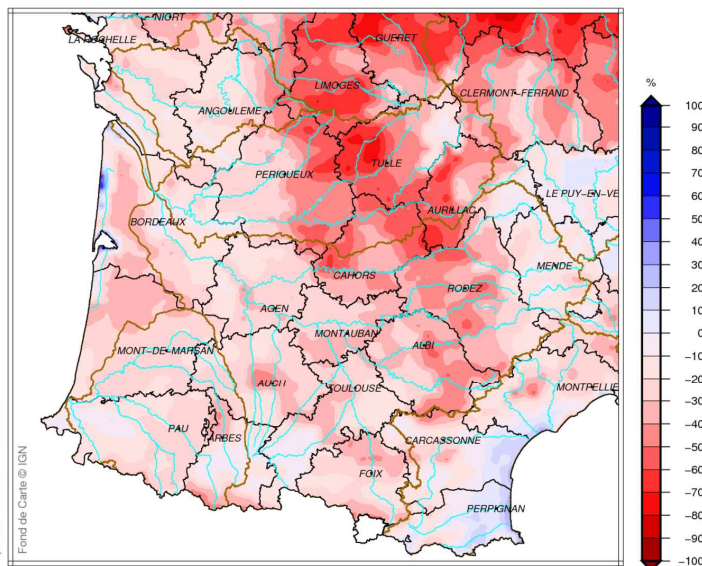 NIORT
LA ROCHELLE
GUERET
LIMOGES
CLERMONT-FERRAND
ANGOULEME
TULLE
PERIGUEUX
LE PUY-EN-VE
AURILLAC
BORDEAUX
MENDE
CAHORS
RODEZ
AGEN
MONTAUBAN
ALBI
MONT-DE-MARSAN
AUCH
TOULOUSE
MONTPELLIE
PAU
TARBES
CARCASSONNE
FOIX
PERPIGNAN
Fond de Carte © IGN
%
100
90
80
70
60
50
40
30
20
10
0
-10
-20
-30
-40
-50
-60
-70
-80
-90
-100